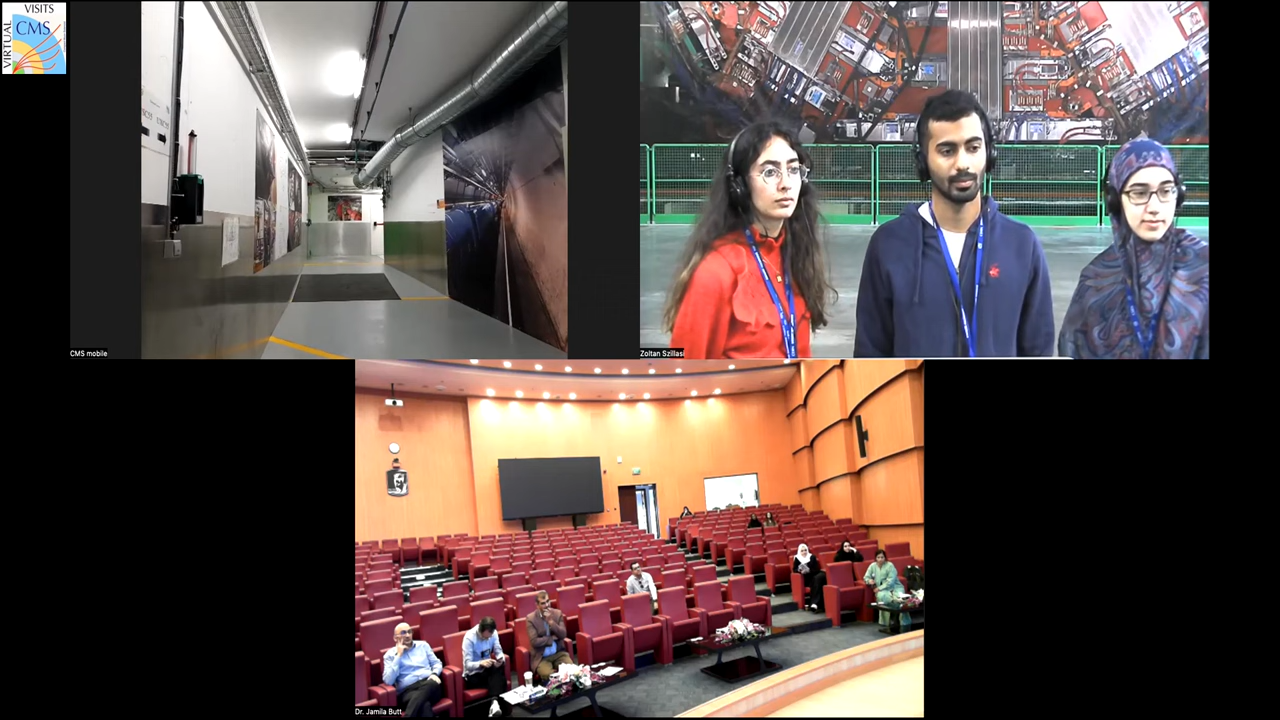 VISITS
VIRTUAL
CMS
CMS mobile
Zoltan Szillasi
Dr. Jamila Butt